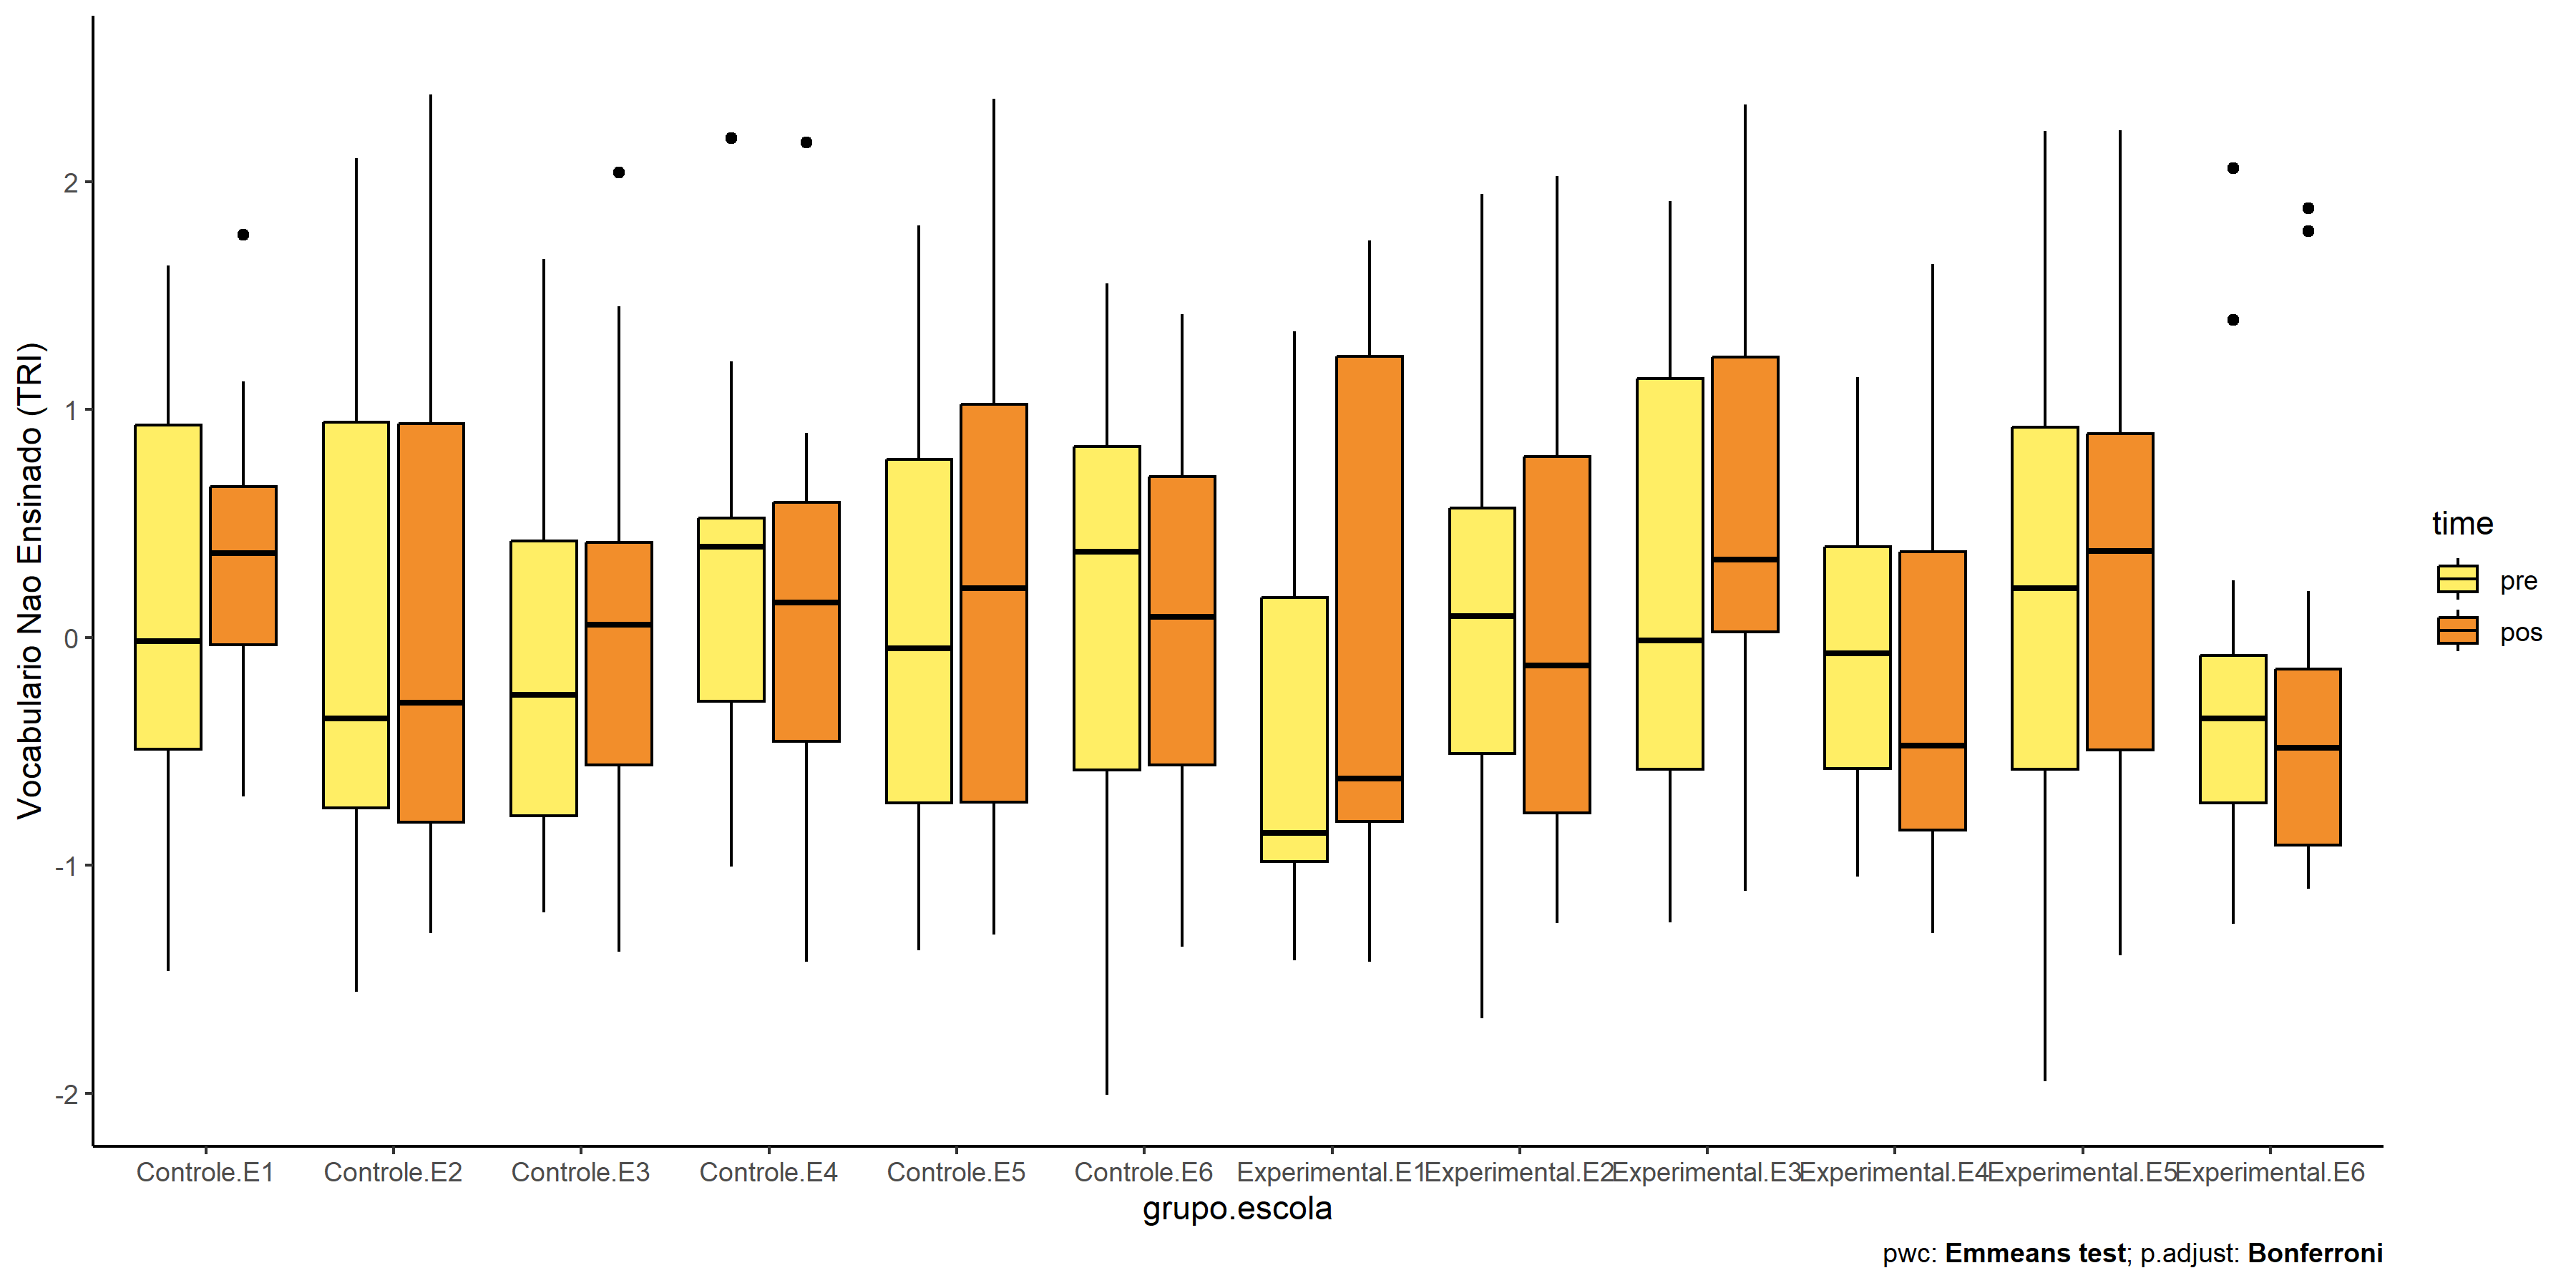 Vocabulario Nao Ensinado (TRI)
2
1
0
-1
-2
Controle.E1
Controle.E2
Controle.E3
Controle.E4
Controle.E5
Controle.E6
Experimental.E1
Experimental.E2
Experimental.E3
Experimental.E4
Experimental.E5
Experimental.E6
grupo.escola
time
pre
pos
pwc: Emmeans test; p.adjust: Bonferroni